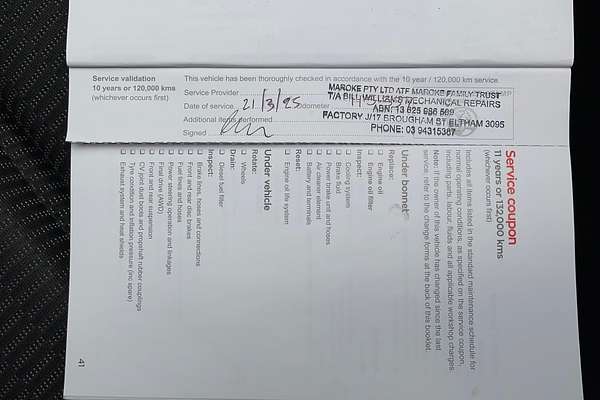 Service validation
10 years or 120,000 kms
(whichever occurs first)
This vehicle has been thoroughly checked in accordance with the 10 year / 120,000 km service.
Service Provider
Date of service 21/3/25 Odometer
Additional items performed
Signed
MAROKE PTY LTD ATF MAROKE FAMILY TRUST
T/A BILL WILLIAMS MECHANICAL REPAIRS
ABN: 13 825 986 569
FACTORY J/17 BROUGHAM ST ELTHAM 3095
PHONE: 03 94315367
Service coupon
11 years or 132,000 kms
(whichever occurs first)
Includes all items listed in the standard maintenance schedule for
normal operating conditions, as specified on the service coupon,
including parts, labour, fluids and all applicable workshop charges.
Note: If the owner of this vehicle has changed since the last
service, refer to the change forms at the back of this booklet.
Under bonnet
Replace:
Engine oil
Engine oil filter
Inspect:
Cooling system
Brake fluid
Power brake unit and hoses
Air cleaner element
Battery and terminals
Reset:
Engine oil life system
Under vehicle
Rotate:
Wheels
Drain:
Diesel fuel filter
Inspect:
Brake lines, hoses and connections
Front and rear disc brakes
Fuel lines and hoses
Power steering operation and linkages
Final drive (AWD)
Front and rear suspension
CV joint dust boots and propshaft rubber couplings
Tyre condition and inflation pressure (inc spare)
Exhaust system and heat shields
41